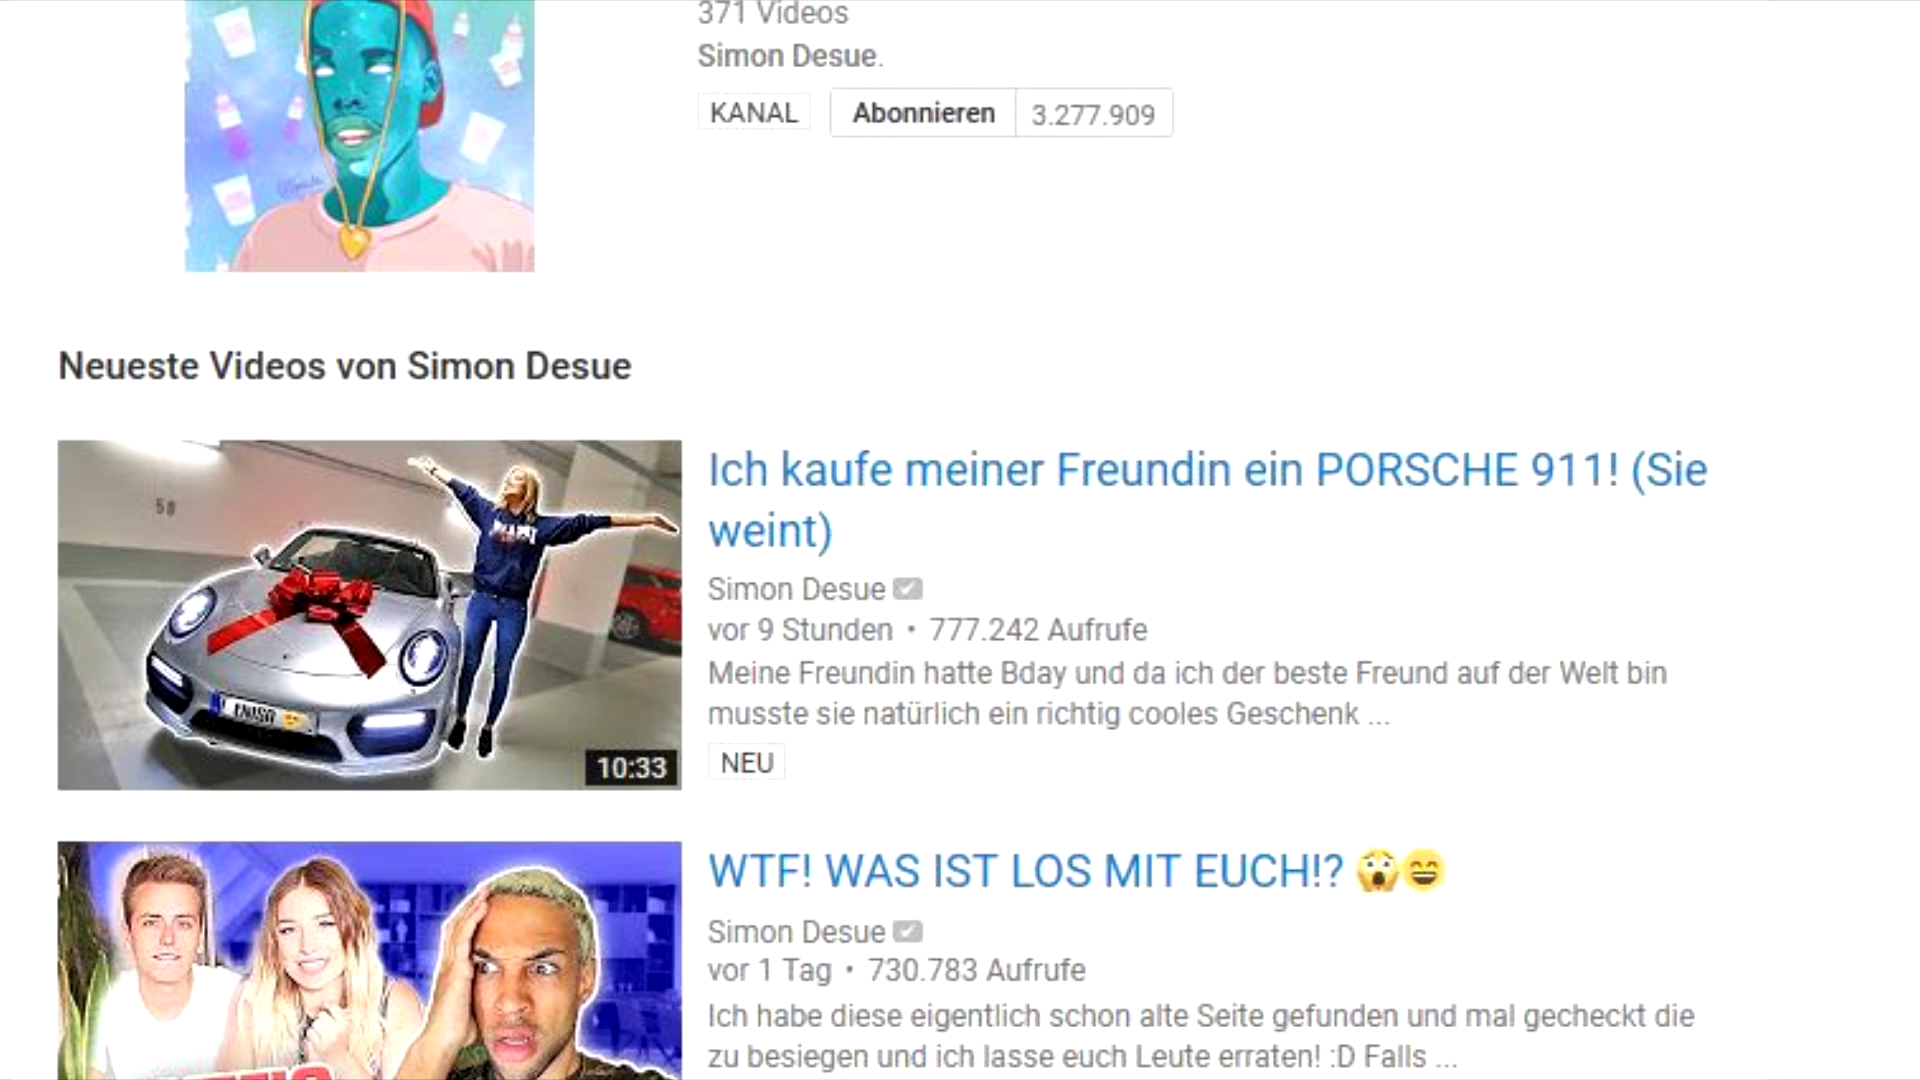 371 Videos
Simon Desue.
KANAL
Abonnieren
3.277.909
Neueste Videos von Simon Desue
58
10:33
Ich kaufe meiner Freundin ein PORSCHE 911! (Sie
weint)
Simon Desue
vor 9 Stunden • 777.242 Aufrufe
Meine Freundin hatte Bday und da ich der beste Freund auf der Welt bin
musste sie natürlich ein richtig cooles Geschenk ...
NEU
WTF! WAS IST LOS MIT EUCH!? 😱😄
Simon Desue
vor 1 Tag • 730.783 Aufrufe
Ich habe diese eigentlich schon alte Seite gefunden und mal gecheckt die
zu besiegen und ich lasse euch Leute erraten! :D Falls ...